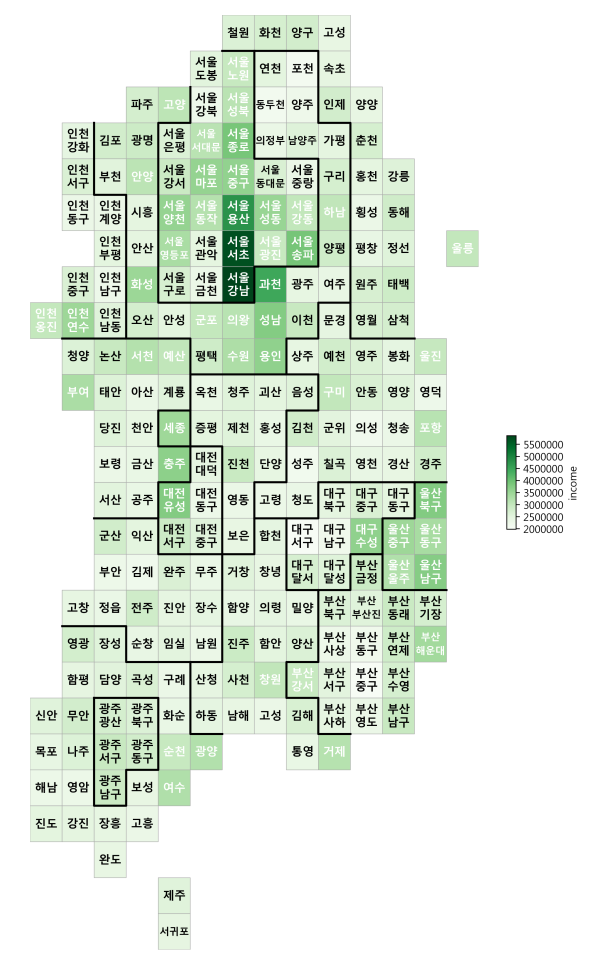 철원 화천 양구 고성
서울 서울 연천 포천 속초
도봉 노원
파주 고양 서울 서울 동두천 양주 인제 양양
강북 성북
인천 김포 광명 서울 서울 서울 의정부 남양주 가평 춘천
강화 은평 서대문 종로
인천 부천 안양 서울 서울 서울 서울 서울 구리 홍천 강릉
서구 강서 마포 중구 동대문 중랑
인천 인천 시흥 서울 서울 서울 서울 서울 하남 횡성 동해
동구 계양 양천 동작 용산 성동 강동
인천 안산 서울 서울 서울 서울 서울 양평 평창 정선 울릉
부평 영등포 관악 서초 광진 송파
인천 인천 화성 서울 서울 서울 과천 광주 여주 원주 태백
중구 남구 구로 금천 강남
인천 인천 인천 오산 안성 군포 의왕 성남 이천 문경 영월 삼척
옹진 연수 남동
청양 논산 서천 예산 평택 수원 용인 상주 예천 영주 봉화 울진
부여 태안 아산 계룡 옥천 청주 괴산 음성 구미 안동 영양 영덕
당진 천안 세종 증평 제천 홍성 김천 군위 의성 청송 포항
보령 금산 충주 대전 진천 단양 성주 칠곡 영천 경산 경주
대덕
서산 공주 대전 대전 영동 고령 청도 대구 대구 대구 울산
유성 동구 북구 중구 동구 북구
군산 익산 대전 대전 보은 합천 대구 대구 대구 울산 울산
서구 중구 서구 남구 수성 중구 동구
부안 김제 완주 무주 거창 창녕 대구 대구 부산 울산 울산
달서 달성 금정 울주 남구
고창 정읍 전주 진안 장수 함양 의령 밀양 부산 부산 부산 부산
북구 부산진 동래 기장
영광 장성 순창 임실 남원 진주 함안 양산 부산 부산 부산 부산
사상 동구 연제 해운대
함평 담양 곡성 구례 산청 사천 창원 부산 부산 부산 부산
강서 서구 중구 수영
신안 무안 광주 광주 화순 하동 남해 고성 김해 부산 부산 부산
광산 북구 사하 영도 남구
목포 나주 광주 광주 순천 광양 통영 거제
서구 동구
해남 영암 광주 보성 여수
남구
진도 강진 장흥 고흥
완도
제주
서귀포
5500000
5000000
4500000
4000000
3500000
3000000
2500000
2000000
income